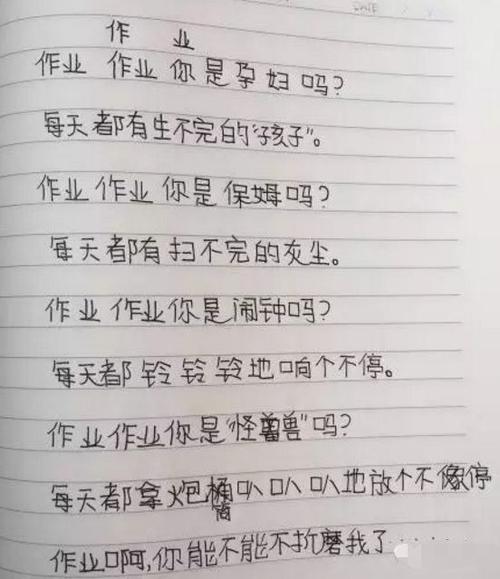 作 业
作业 作业你是孕妇吗？
每天都有生不完的“孩子”。
作业作业你是保姆吗？
每天都有扫不完的灰尘。
作业作业你是闹钟吗？
每天都铃铃铃地响个不停。
作业作业你是“怪兽”吗？
每天都拿炮筒叭叭叭地放个不像停
作业啊，你能不能不折磨我了······